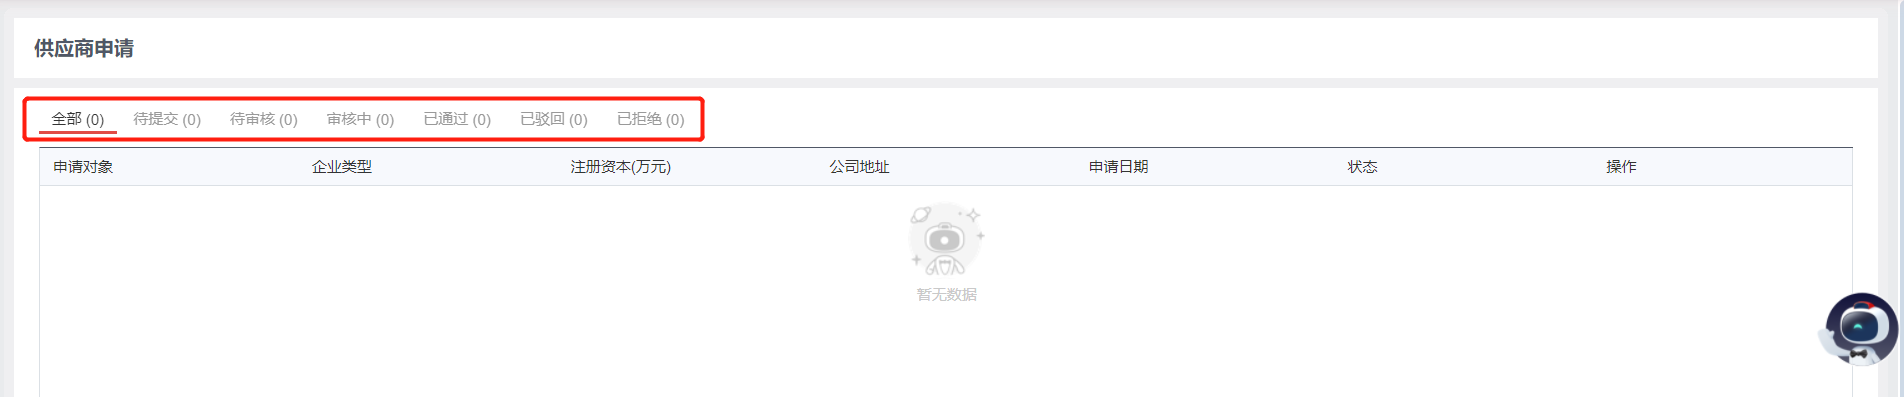 供应商申请
全部 (0) 待提交 (0) 待审核 (0) 审核中 (0) 已通过 (0) 已驳回 (0) 已拒绝 (0)
申请对象 企业类型 注册资本(万元) 公司地址 申请日期 状态 操作
暂无数据